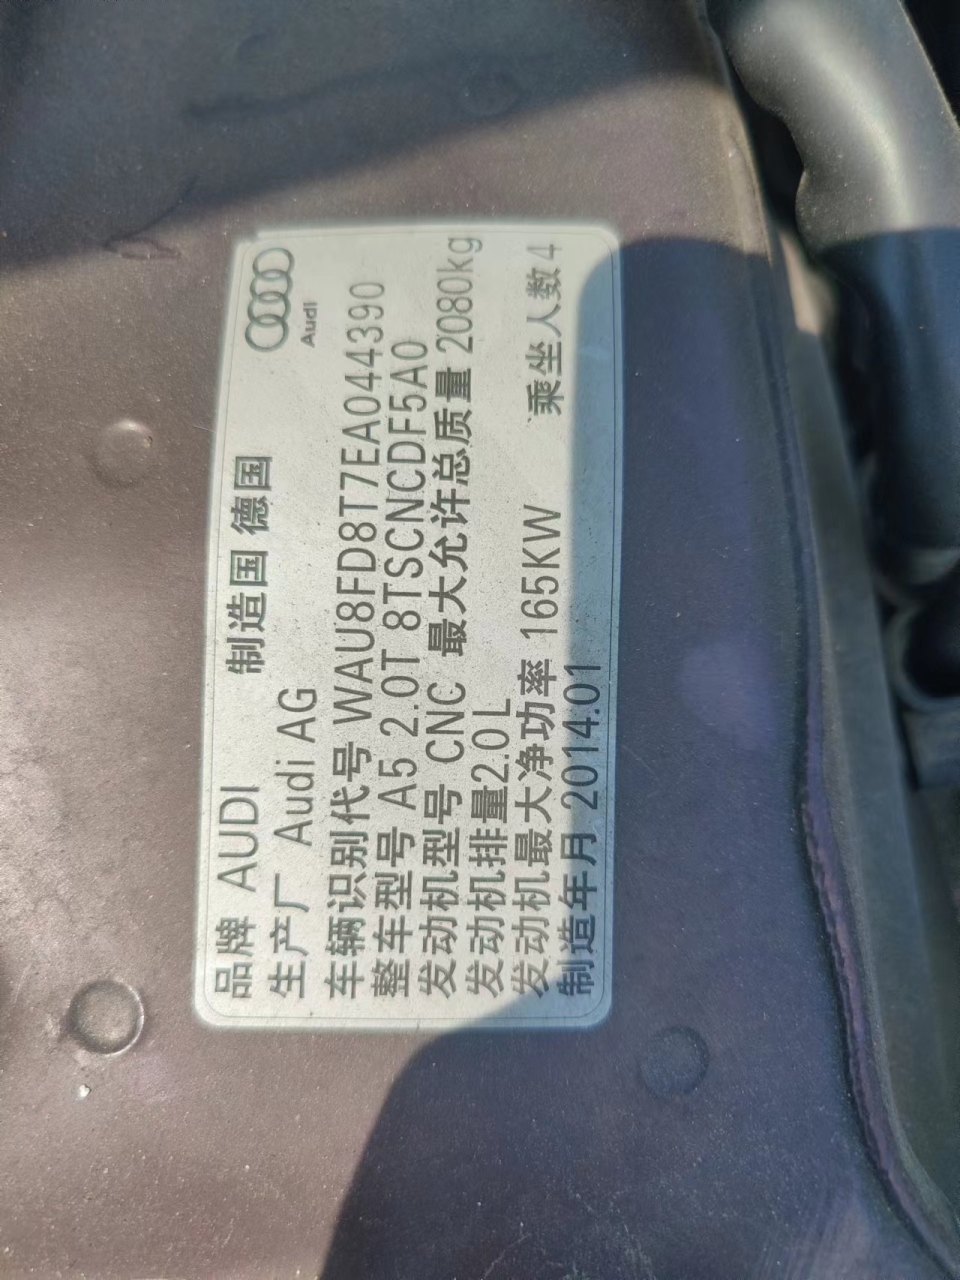 品牌 AUDI 制造国 德国
Audi
生产厂 Audi AG
车辆识别代号 WAU8FD8T7EA044390
整车型号 A5 2.0T 8TSCNCDF5A0
发动机型号 CNC 最大允许总质量 2080kg
发动机排量2.0L
发动机最大净功率 165KW 乘坐人数4
制造年月 2014.01